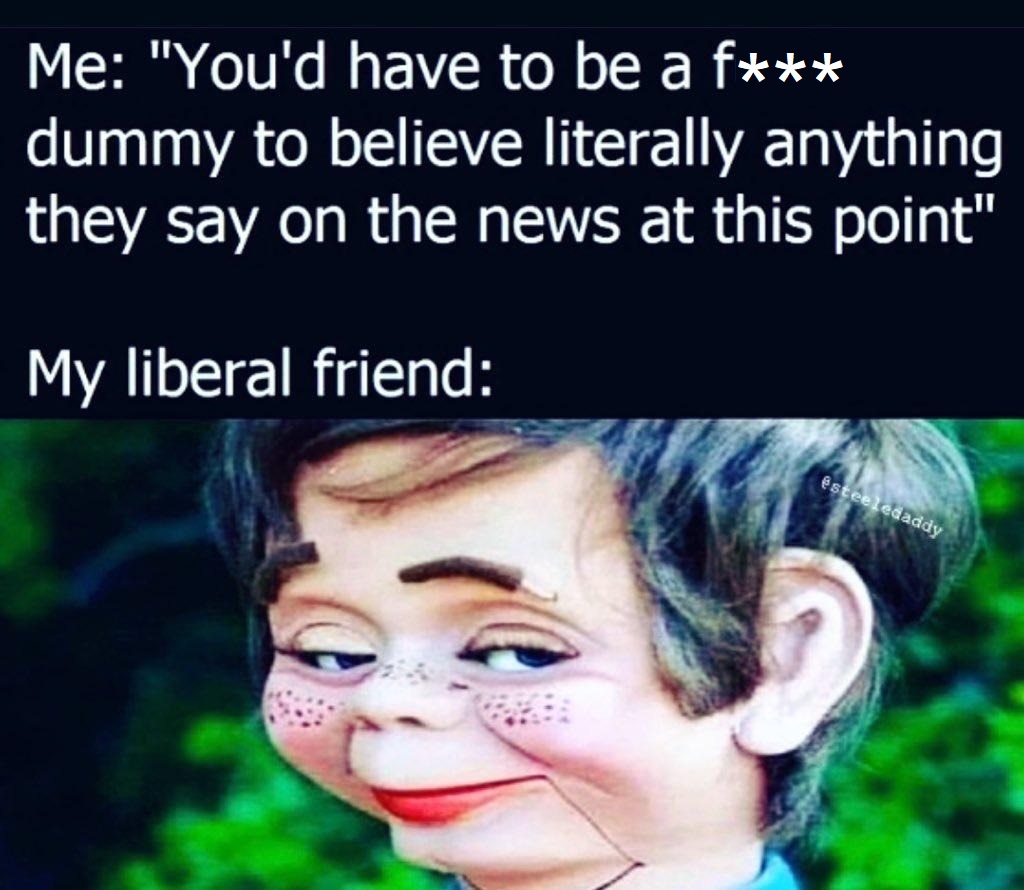 Me: "You'd have to be a f***
dummy to believe literally anything
they say on the news at this point"
My liberal friend:
@steeledaddy